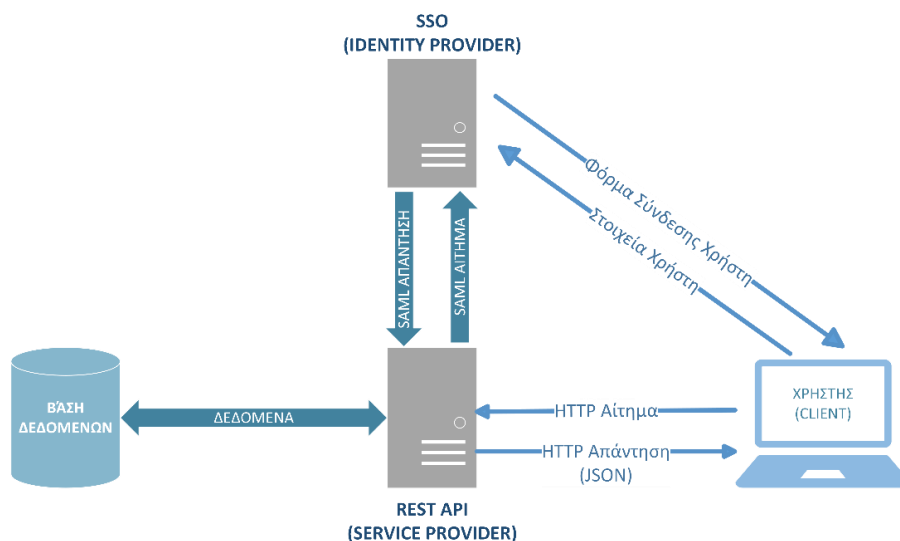 SSO
(IDENTITY PROVIDER)
Φόρμα Σύνδεσης Χρήστη
Στοιχεία Χρήστη
SAML ΑΠΑΝΤΗΣΗ
SAML ΑΙΤΗΜΑ
ΒΆΣΗ
ΔΕΔΟΜΕΝΩΝ
ΔΕΔΟΜΕΝΑ
HTTP Αίτημα
HTTP Απάντηση
(JSON)
ΧΡΗΣΤΗΣ
(CLIENT)
REST API
(SERVICE PROVIDER)